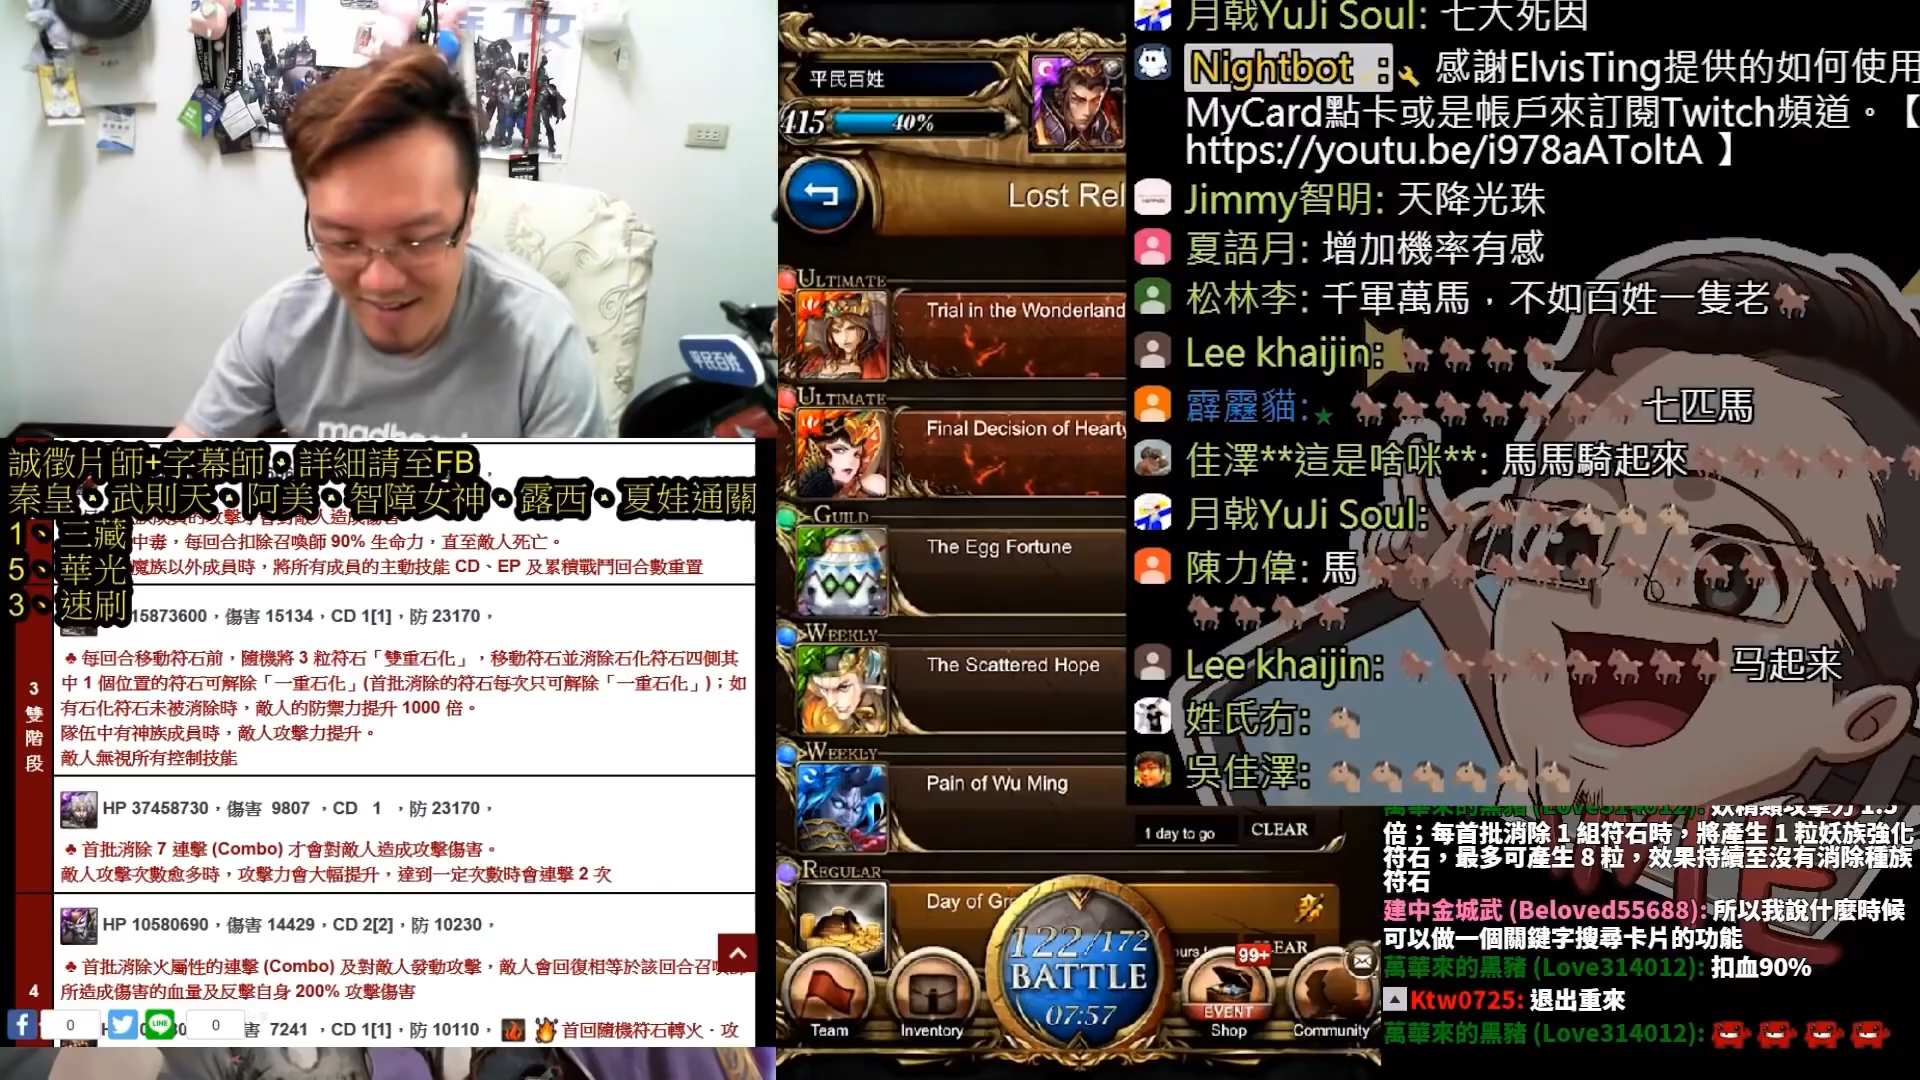 平民百姓
誠徵片師+字幕師。詳細請至FB
秦皇、武則天、阿美、智障女神、露西、夏娃通關
1、三藏
5、華光
3、速刷
中毒，每回合扣除召喚師 90% 生命力，直至敵人死亡。
魔族以外成員時，將所有成員的主動技能 CD、EP 及累積戰鬥回合數重置
15873600，傷害 15134，CD 1[1]，防 23170，
♣ 每回合移動符石前，隨機將 3 粒符石「雙重石化」，移動符石並消除石化符石四側其
中 1 個位置的符石可解除「一重石化」(首批消除的符石每次只可解除「一重石化」)；如
有石化符石未被消除時，敵人的防禦力提升 1000 倍。
隊伍中有神族成員時，敵人攻擊力提升。
敵人無視所有控制技能
3
雙
階
段
HP 37458730，傷害 9807 ，CD 1 ，防 23170，
♣ 首批消除 7 連擊 (Combo) 才會對敵人造成攻擊傷害。
敵人攻擊次數愈多時，攻擊力會大幅提升，達到一定次數時會連擊 2 次
HP 10580690，傷害 14429，CD 2[2]，防 10230，
♣ 首批消除火屬性的連擊 (Combo) 及對敵人發動攻擊，敵人會回復相等於該回合召喚師
所造成傷害的血量及反擊自身 200% 攻擊傷害
4
7241 ，CD 1[1]，防 10110，
首回隨機符石轉火．攻
0
0
平民百姓
415
40%
Lost Rel
ULTIMATE
Trial in the Wonderland
ULTIMATE
Final Decision of Hearty
GUILD
The Egg Fortune
WEEKLY
The Scattered Hope
WEEKLY
Pain of Wu Ming
1 day to go
CLEAR
REGULAR
Day of Gr
122/172
BATTLE
07:57
Team
Inventory
99+
EVENT
Shop
Community
月戟YuJi Soul: 七大死因
Nightbot : 感謝ElvisTing提供的如何使用
MyCard點卡或是帳戶來訂閱Twitch頻道。【
https://youtu.be/i978aAToltA 】
Jimmy智明: 天降光珠
夏語月: 增加機率有感
松林李: 千軍萬馬，不如百姓一隻老
Lee khaijin:
霹靂貓: 七匹馬
佳澤**這是啥咪**: 馬馬騎起來
月戟YuJi Soul:
陳力偉: 馬
Lee khaijin: 马起来
姓氏冇:
吳佳澤:
萬華來的黑豬 (Love314012): 妖精類攻擊力 1.5
倍；每首批消除 1 組符石時，將產生 1 粒妖族強化
符石，最多可產生 8 粒，效果持續至沒有消除種族
符石
建中金城武 (Beloved55688): 所以我說什麼時候
可以做一個關鍵字搜尋卡片的功能
萬華來的黑豬 (Love314012): 扣血90%
Ktw0725: 退出重來
萬華來的黑豬 (Love314012):